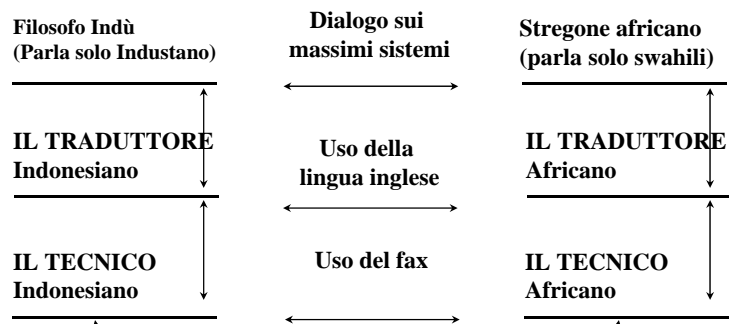 Filosofo Indù
(Parla solo Industano)
Dialogo sui
massimi sistemi
Stregone africano
(parla solo swahili)
IL TRADUTTORE
Indonesiano
Uso della
lingua inglese
IL TRADUTTORE
Africano
IL TECNICO
Indonesiano
Uso del fax
IL TECNICO
Africano